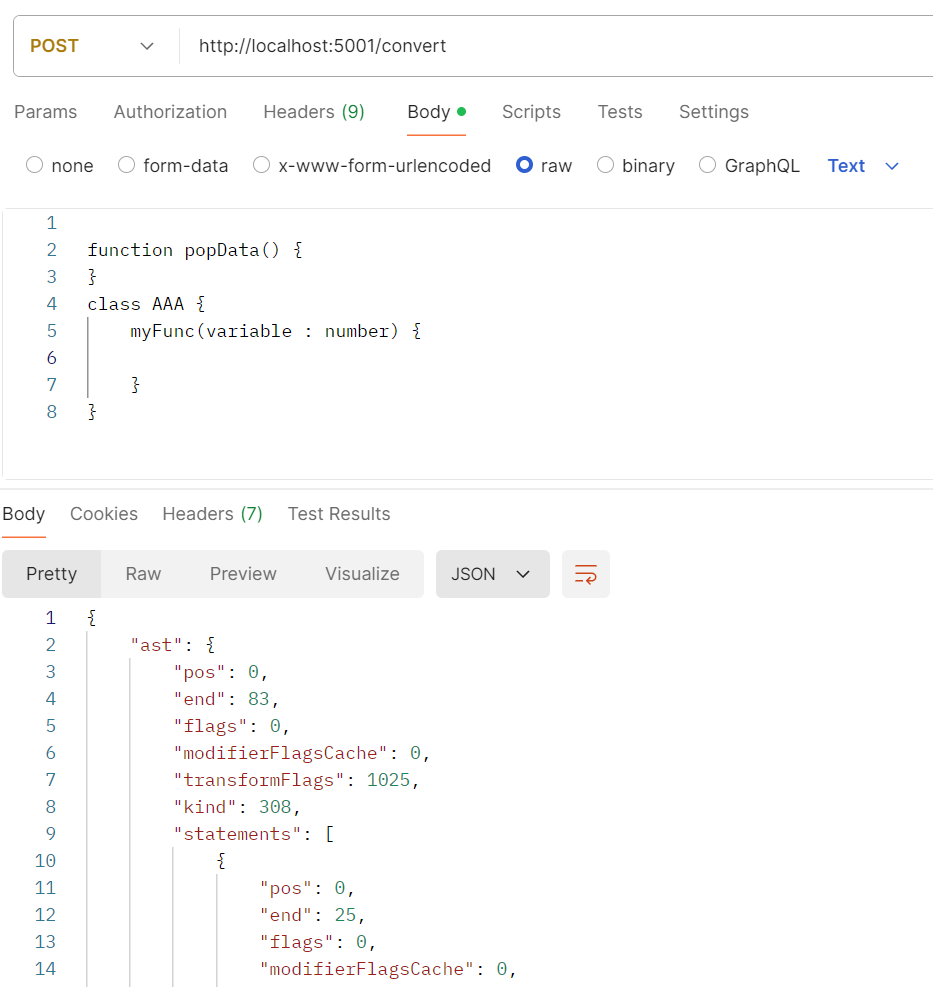 POST http://localhost:5001/convert
Params Authorization Headers (9) Body Scripts Tests Settings
none form-data x-www-form-urlencoded raw binary GraphQL Text
1
2 function popData() {
3 }
4 class AAA {
5 myFunc(variable : number) {
6
7 }
8 }
Body Cookies Headers (7) Test Results
Pretty Raw Preview Visualize JSON
1 {
2 "ast": {
3 "pos": 0,
4 "end": 83,
5 "flags": 0,
6 "modifierFlagsCache": 0,
7 "transformFlags": 1025,
8 "kind": 308,
9 "statements": [
10 {
11 "pos": 0,
12 "end": 25,
13 "flags": 0,
14 "modifierFlagsCache": 0,